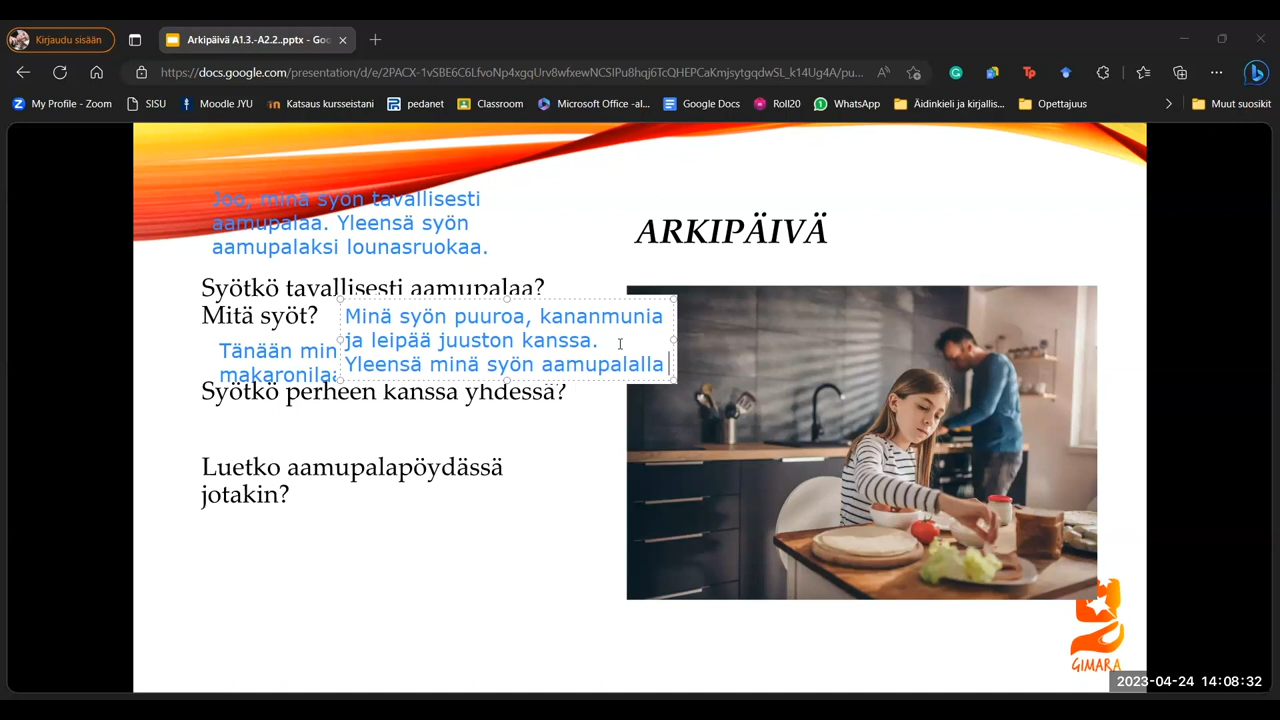 Kirjaudu sisään
Arkipäivä A1.3.-A2.2..pptx - Goo
https://docs.google.com/presentation/d/e/2PACX-1vSBE6C6LfvoNp4xgqUrv8wfxewNCSIPu8hqj6TcQHEPCaKmjsytgqdwSL_k14Ug4A/pu...
My Profile - Zoom
SISU
Moodle JYU
Katsaus kursseistani
pedanet
Classroom
Microsoft Office -al...
Google Docs
Roll20
WhatsApp
Äidinkieli ja kirjallis...
Opettajuus
Muut suosikit
Joo, minä syön tavallisesti
aamupalaa. Yleensä syön
aamupalaksi lounasruokaa.
ARKIPÄIVÄ
Syötkö tavallisesti aamupalaa?
Mitä syöt?
Minä syön puuroa, kananmunia
ja leipää juuston kanssa.
Yleensä minä syön aamupalalla
Tänään min
makaronilaa
Syötkö perheen kanssa yhdessä?
Luetko aamupalapöydässä
jotakin?
GIMARA
2023-04-24 14:08:32